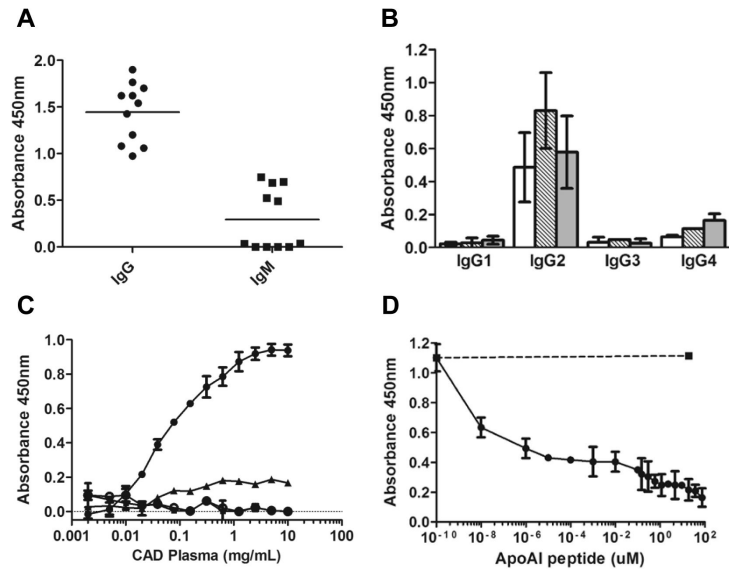 A
Absorbance 450nm
2.0
1.5
1.0
0.5
0.0
IgG
IgM
B
Absorbance 450nm
1.2
1.0
0.8
0.6
0.4
0.2
0.0
IgG1
IgG2
IgG3
IgG4
C
Absorbance 450nm
1.0
0.8
0.6
0.4
0.2
0.0
0.001
0.01
0.1
1
10
100
CAD Plasma (mg/mL)
D
Absorbance 450nm
1.2
1.0
0.8
0.6
0.4
0.2
0.0
10-10
10-8
10-6
10-4
10-2
100
102
ApoAI peptide (uM)